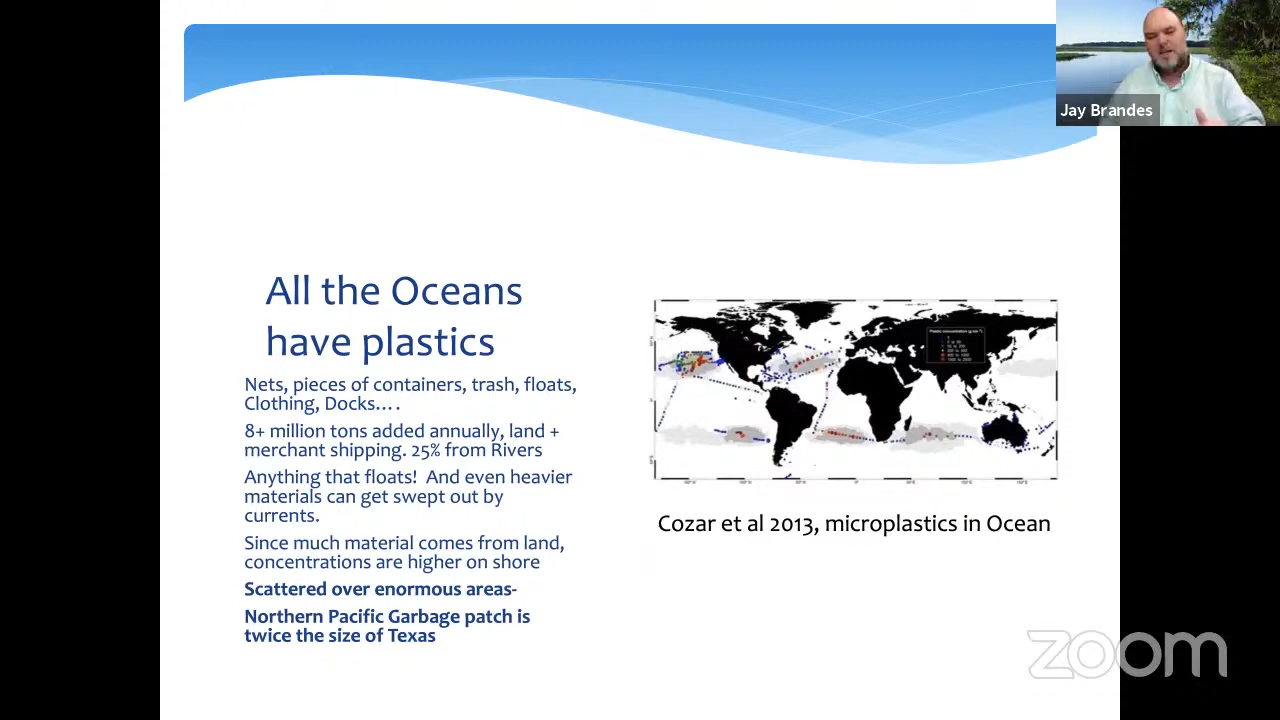 Jay Brandes
All the Oceans
have plastics
Nets, pieces of containers, trash, floats,
Clothing, Docks….
8+ million tons added annually, land +
merchant shipping. 25% from Rivers
Anything that floats!  And even heavier
materials can get swept out by
currents.
Since much material comes from land,
concentrations are higher on shore
Scattered over enormous areas-
Northern Pacific Garbage patch is
twice the size of Texas
Cozar et al 2013, microplastics in Ocean
zoom